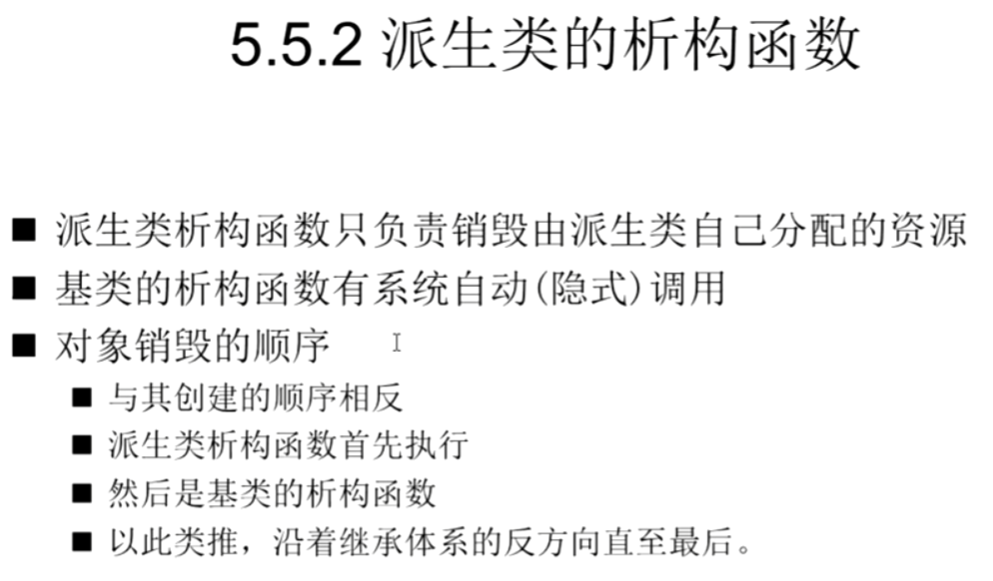 5.5.2 派生类的析构函数
■ 派生类析构函数只负责销毁由派生类自己分配的资源
■ 基类的析构函数有系统自动(隐式)调用
■ 对象销毁的顺序
■ 与其创建的顺序相反
■ 派生类析构函数首先执行
■ 然后是基类的析构函数
■ 以此类推，沿着继承体系的反方向直至最后。